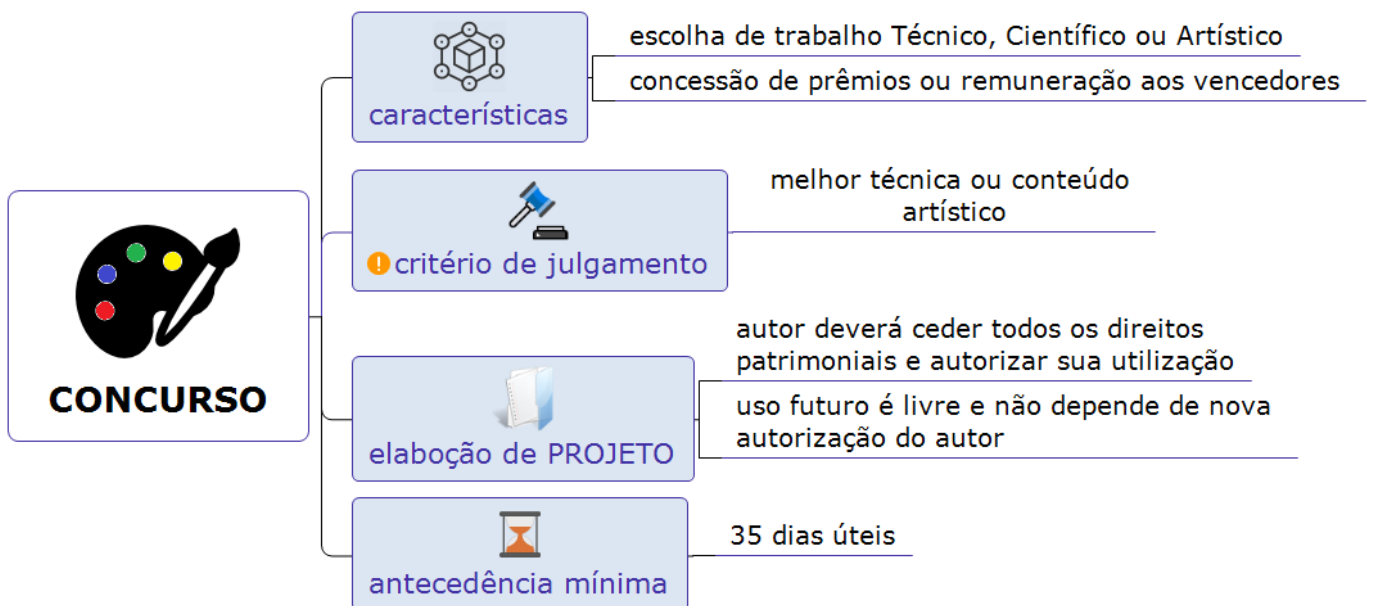 CONCURSO
características
escolha de trabalho Técnico, Científico ou Artístico
concessão de prêmios ou remuneração aos vencedores
critério de julgamento
melhor técnica ou conteúdo
artístico
elaboção de PROJETO
autor deverá ceder todos os direitos
patrimoniais e autorizar sua utilização
uso futuro é livre e não depende de nova
autorização do autor
antecedência mínima
35 dias úteis